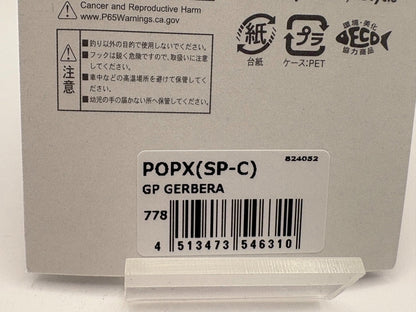 Cancer and Reproductive Harm
www.P65Warnings.ca.gov
注意
■釣り以外の目的で使用しないでください。
■フックは鋭く危険ですので、取扱いに注意
してください。
■車中などの高温場所を避けて保管してく
ださい。
■幼児の手の届かない所へ保管してください。
紙
台紙
プラ
ケース:PET
環境・美化
ECO
協力商品
824052
POPX(SP-C)
GP GERBERA
778
4 513473 546310